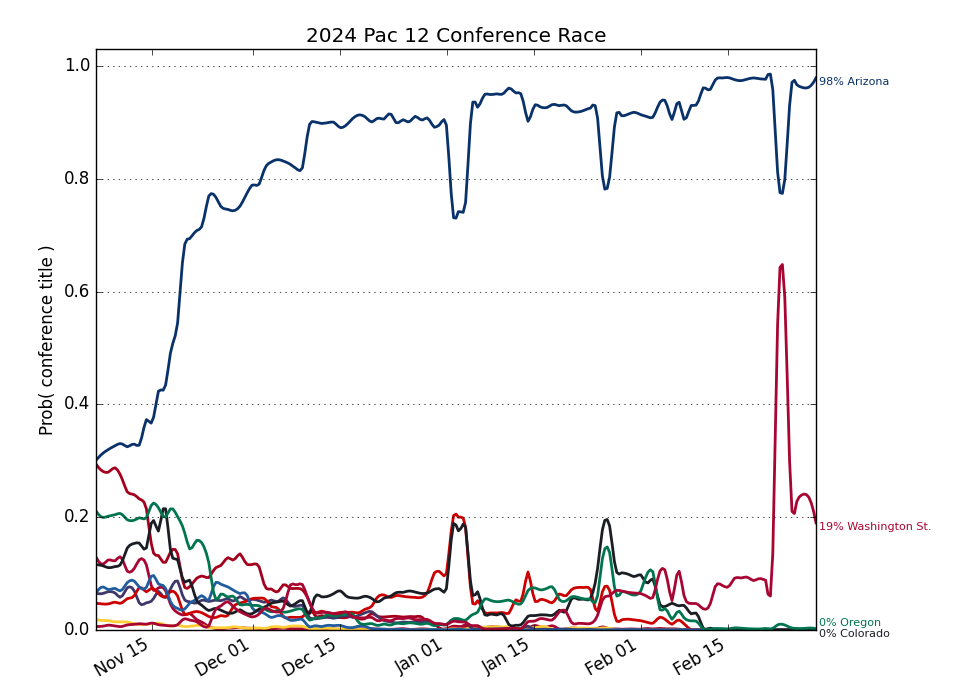 2024 Pac 12 Conference Race
Prob( conference title )
1.0
0.8
0.6
0.4
0.2
0.0
98% Arizona
19% Washington St.
0% Oregon
0% Colorado
Nov 15
Dec 01
Dec 15
Jan 01
Jan 15
Feb 01
Feb 15